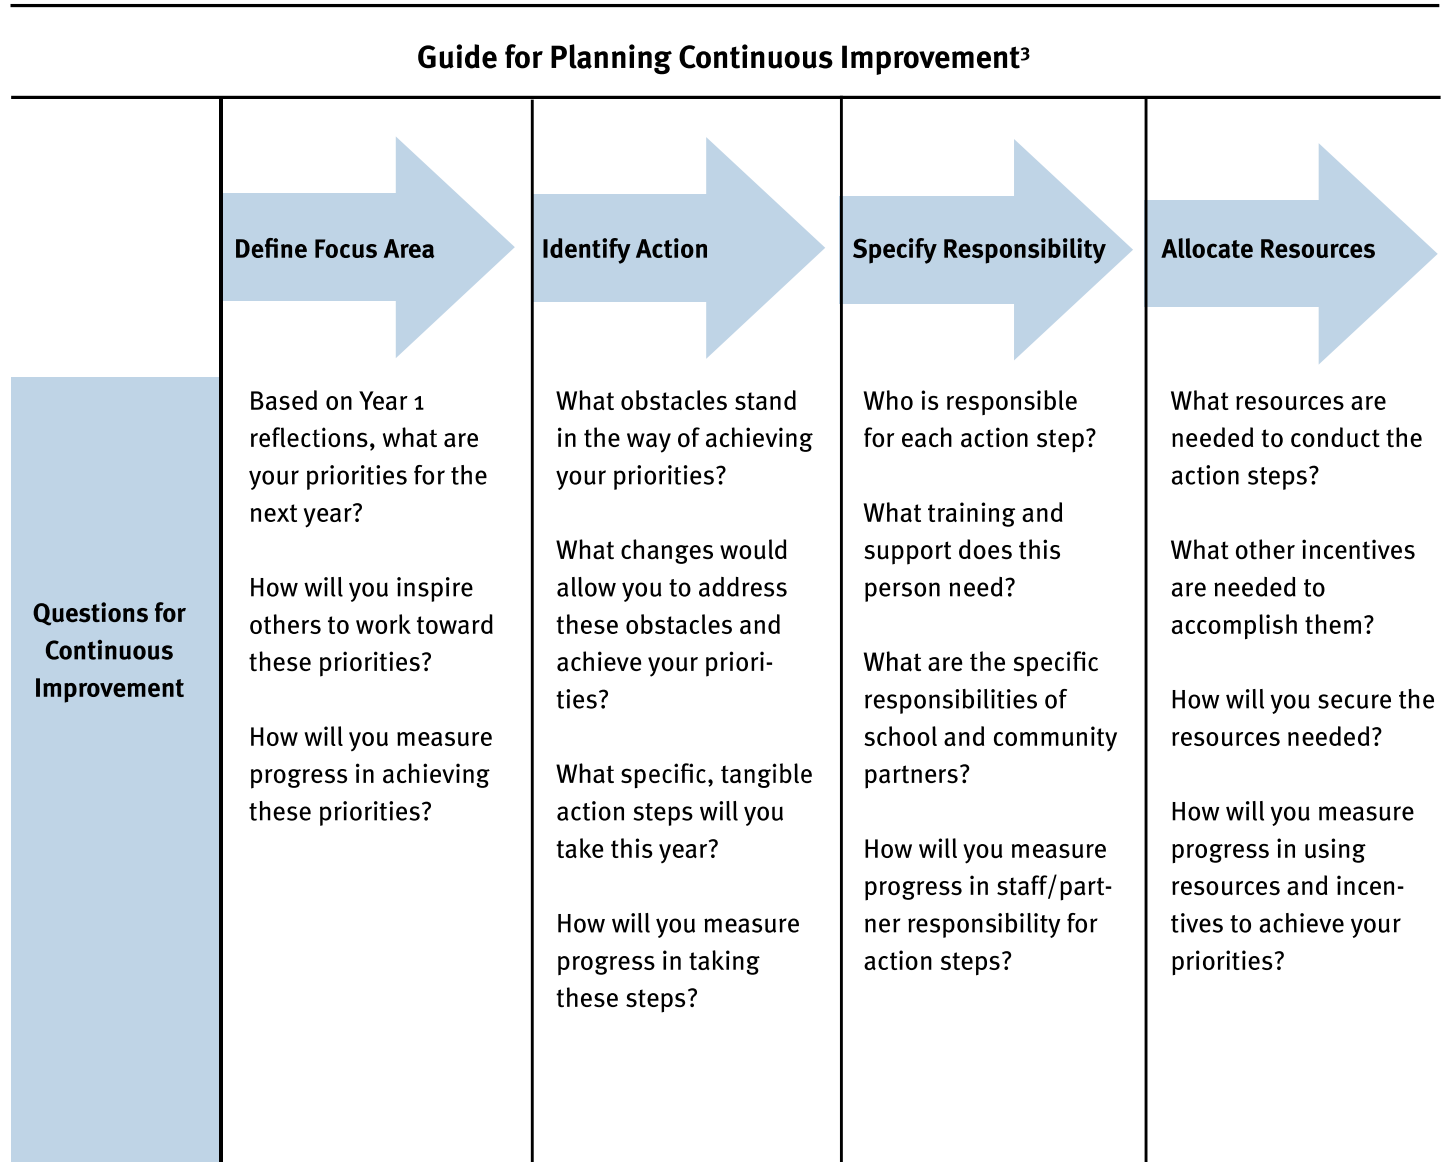 Guide for Planning Continuous Improvement³
Define Focus Area
Identify Action
Specify Responsibility
Allocate Resources
Questions for
Continuous
Improvement
Based on Year 1
reflections, what are
your priorities for the
next year?
How will you inspire
others to work toward
these priorities?
How will you measure
progress in achieving
these priorities?
What obstacles stand
in the way of achieving
your priorities?
What changes would
allow you to address
these obstacles and
achieve your priori-
ties?
What specific, tangible
action steps will you
take this year?
How will you measure
progress in taking
these steps?
Who is responsible
for each action step?
What training and
support does this
person need?
What are the specific
responsibilities of
school and community
partners?
How will you measure
progress in staff/part-
ner responsibility for
action steps?
What resources are
needed to conduct the
action steps?
What other incentives
are needed to
accomplish them?
How will you secure the
resources needed?
How will you measure
progress in using
resources and incen-
tives to achieve your
priorities?